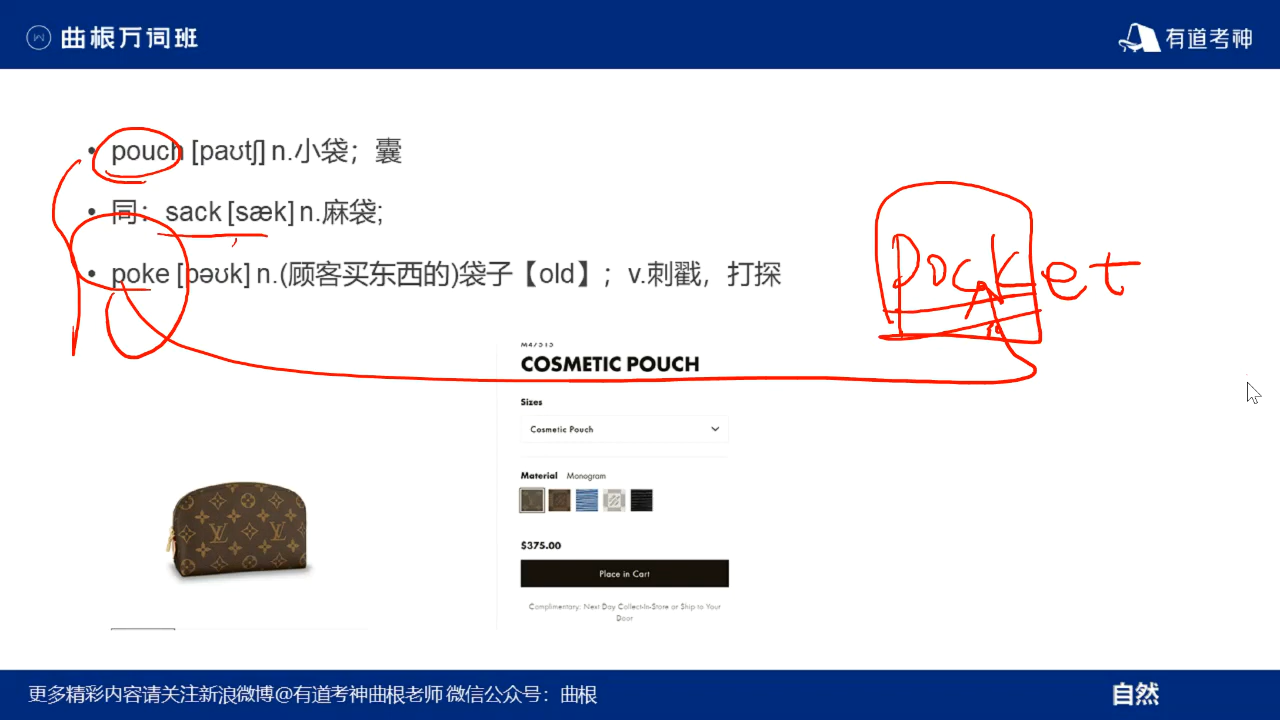 曲根万词班
有道考神
• pouch [paʊtʃ] n.小袋；囊
• 同：sack [sæk] n.麻袋;
• poke [pəʊk] n.(顾客买东西的)袋子【old】；v.刺戳，打探
pocket
M47515
COSMETIC POUCH
Sizes
Cosmetic Pouch
Material Monogram
$375.00
Place in Cart
Complimentary: Next Day Collect-In-Store or Ship to Your
Door
更多精彩内容请关注新浪微博@有道考神曲根老师 微信公众号：曲根
自然